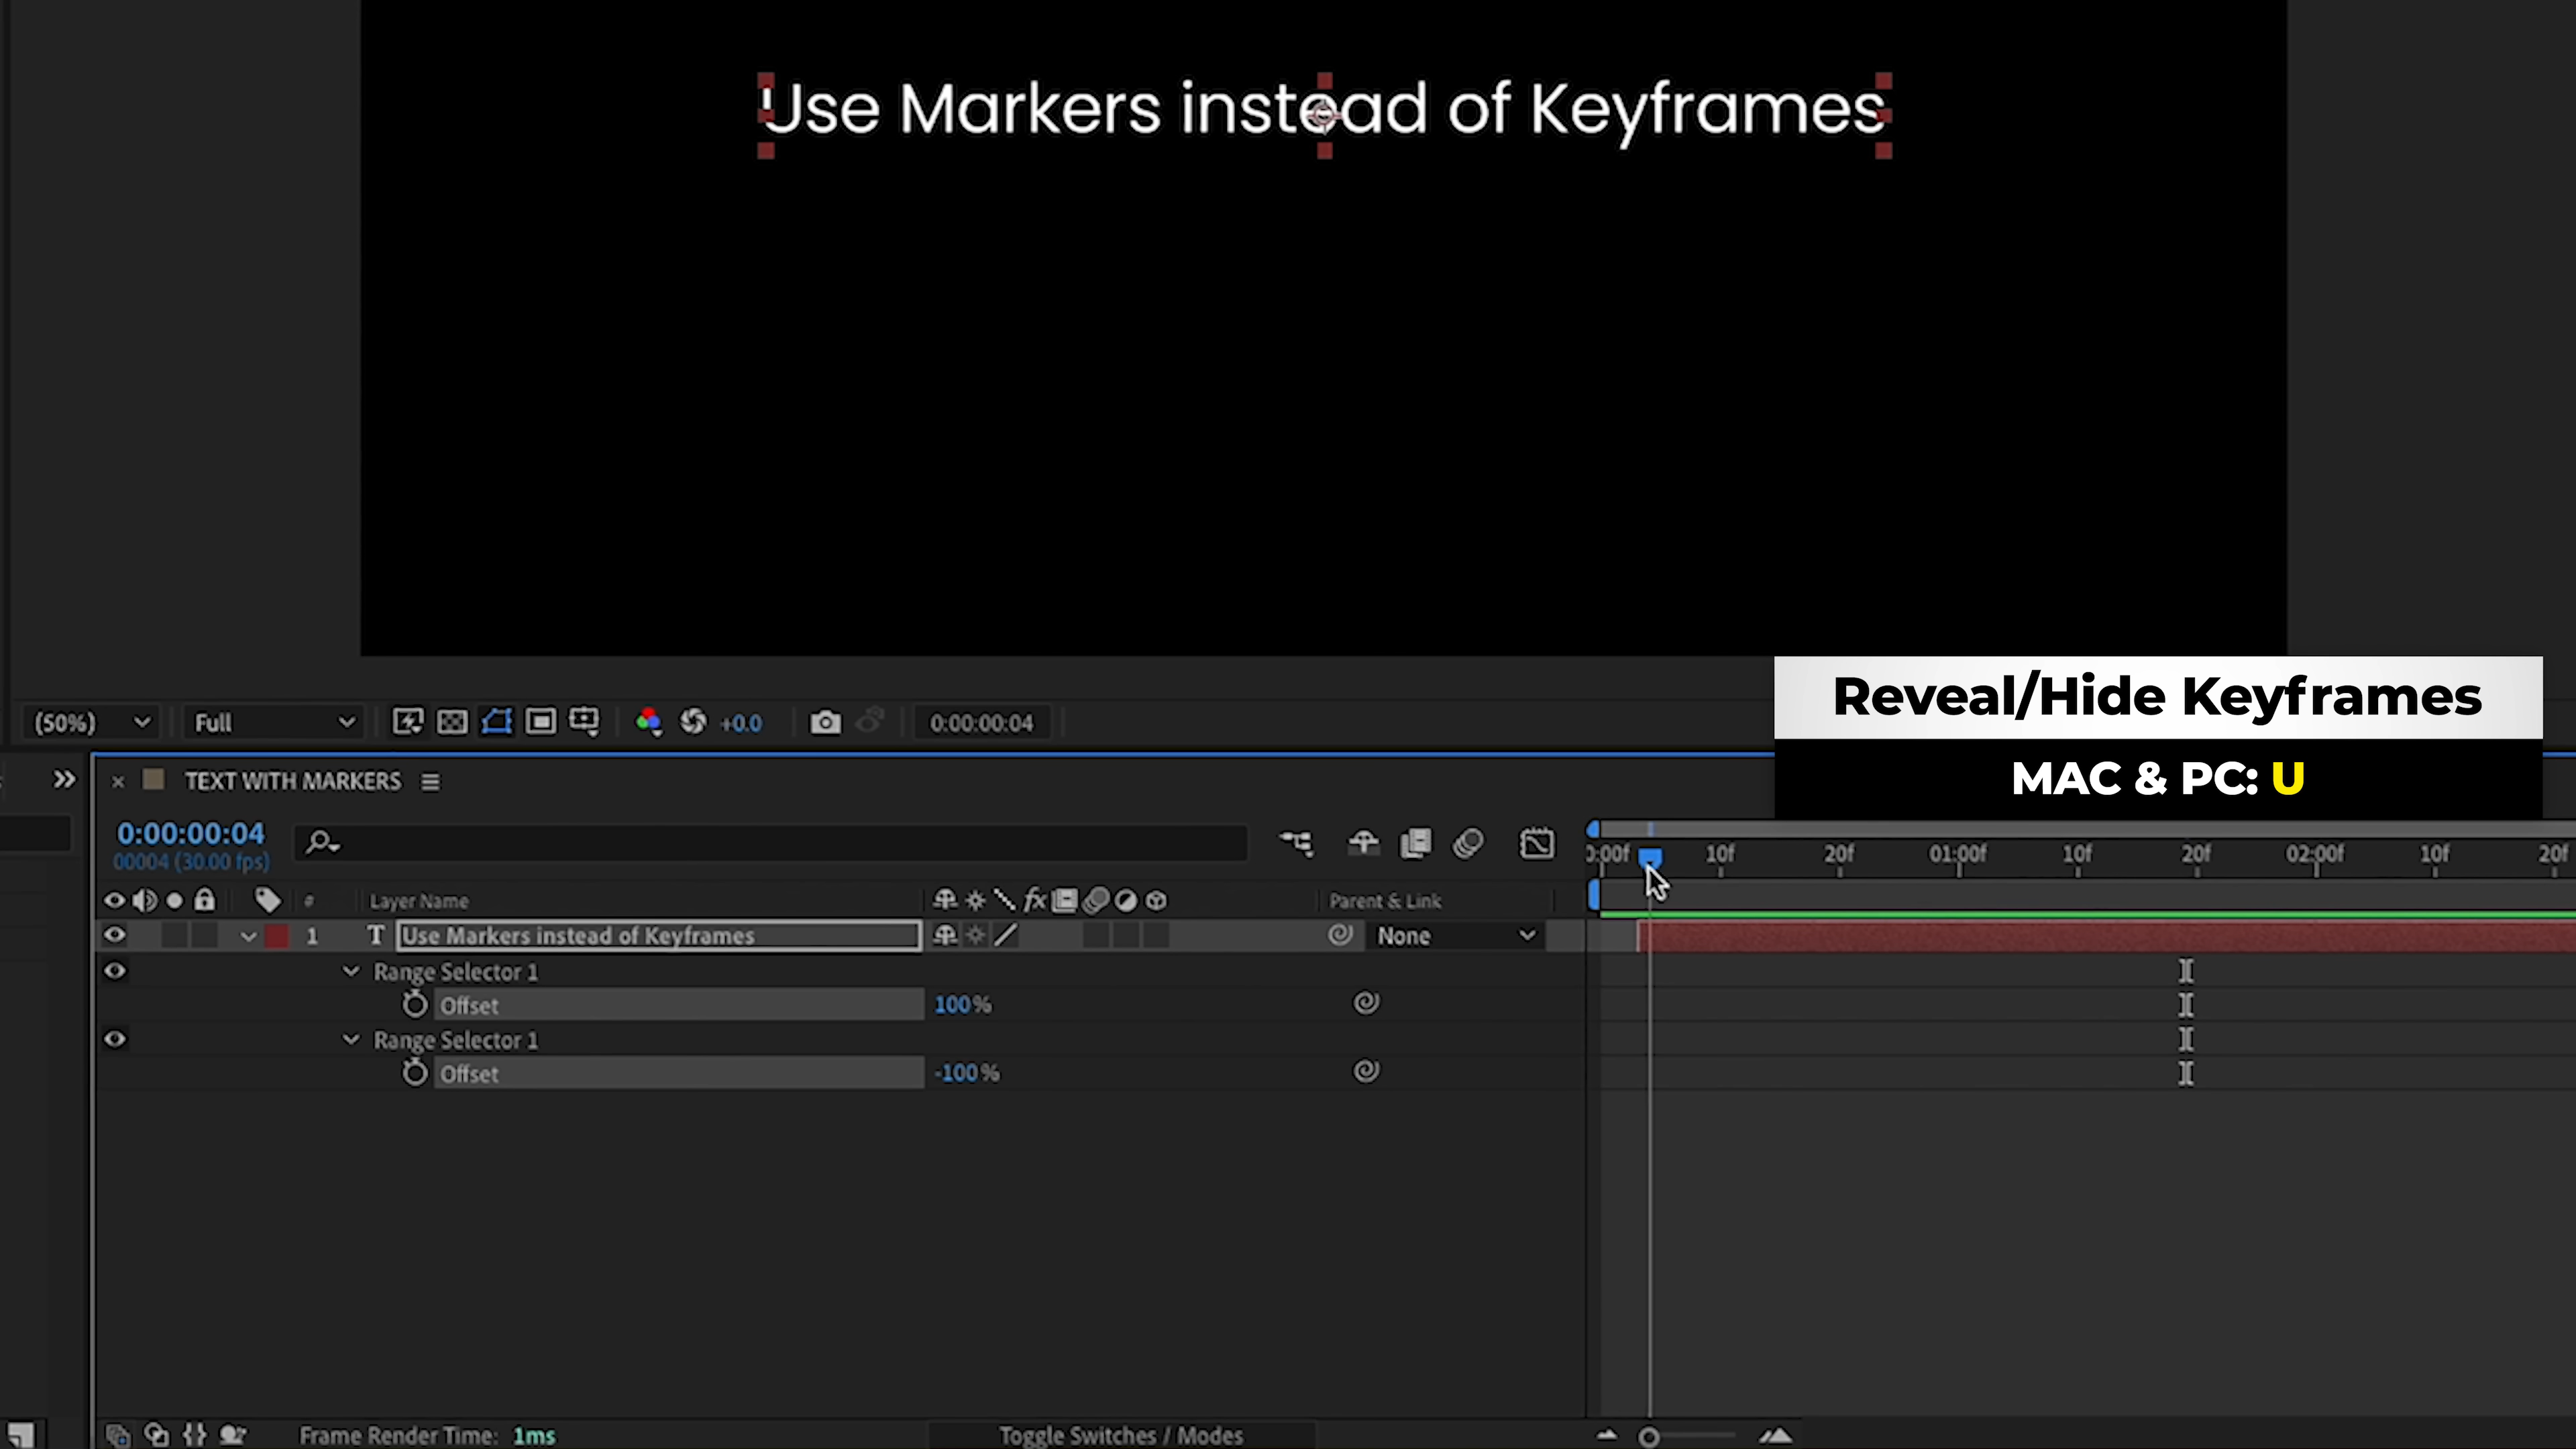 Use Markers instead of Keyframes
Reveal/Hide Keyframes
MAC & PC: U
(50%)
Full
+0.0
0:00:00:04
TEXT WITH MARKERS
0:00:00:04
00004 (30.00 fps)
0:00f 10f 20f 01:00f 10f 20f 02:00f 10f 20f
# Layer Name fx Parent & Link
1 T Use Markers instead of Keyframes None
Range Selector 1
Offset 100%
Range Selector 1
Offset -100%
Frame Render Time: 1ms
Toggle Switches / Modes